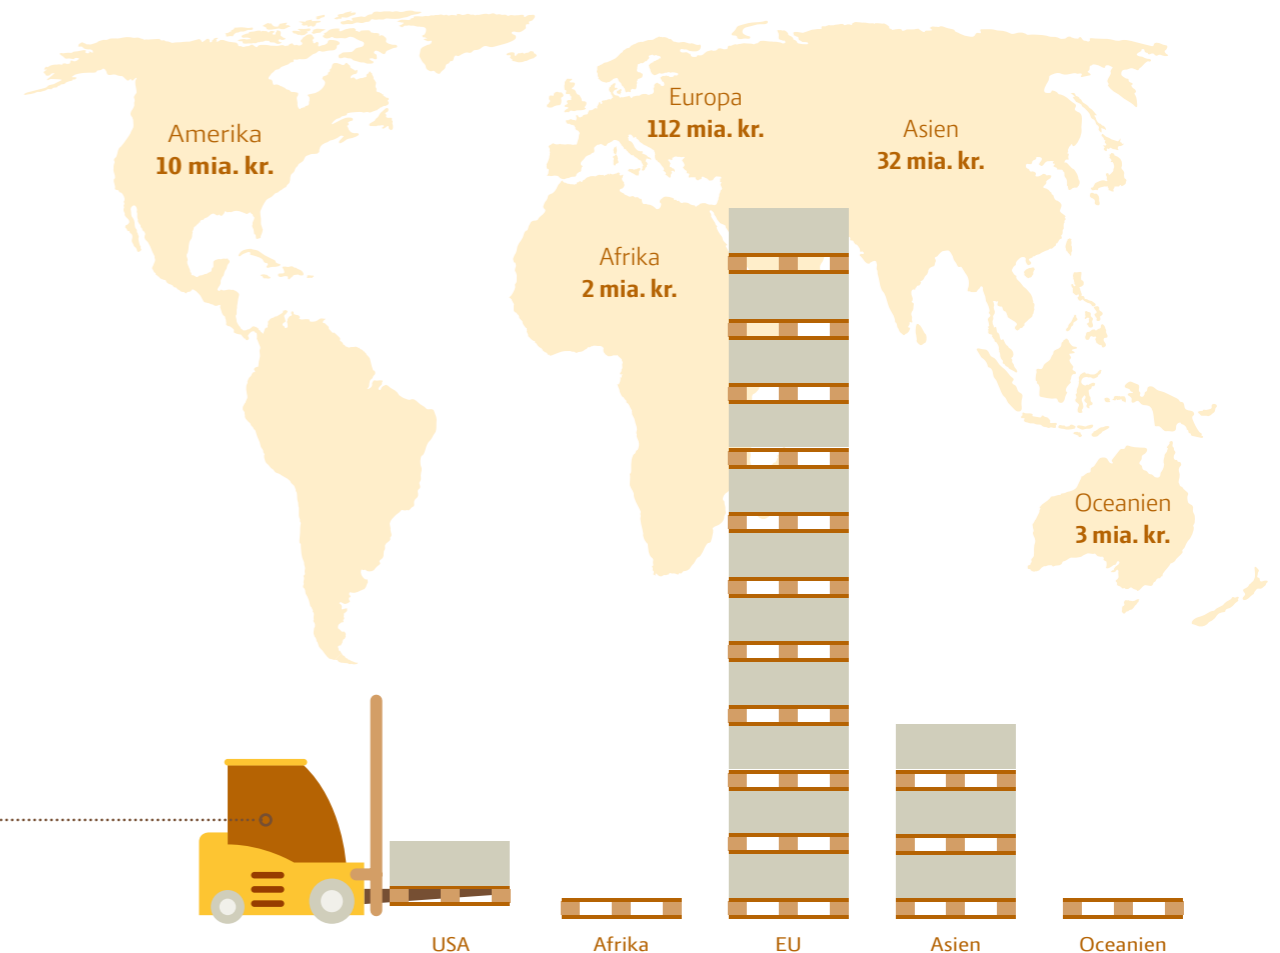 Europa
112 mia. kr.
Amerika
10 mia. kr.
Asien
32 mia. kr.
Afrika
2 mia. kr.
Oceanien
3 mia. kr.
USA
Afrika
EU
Asien
Oceanien